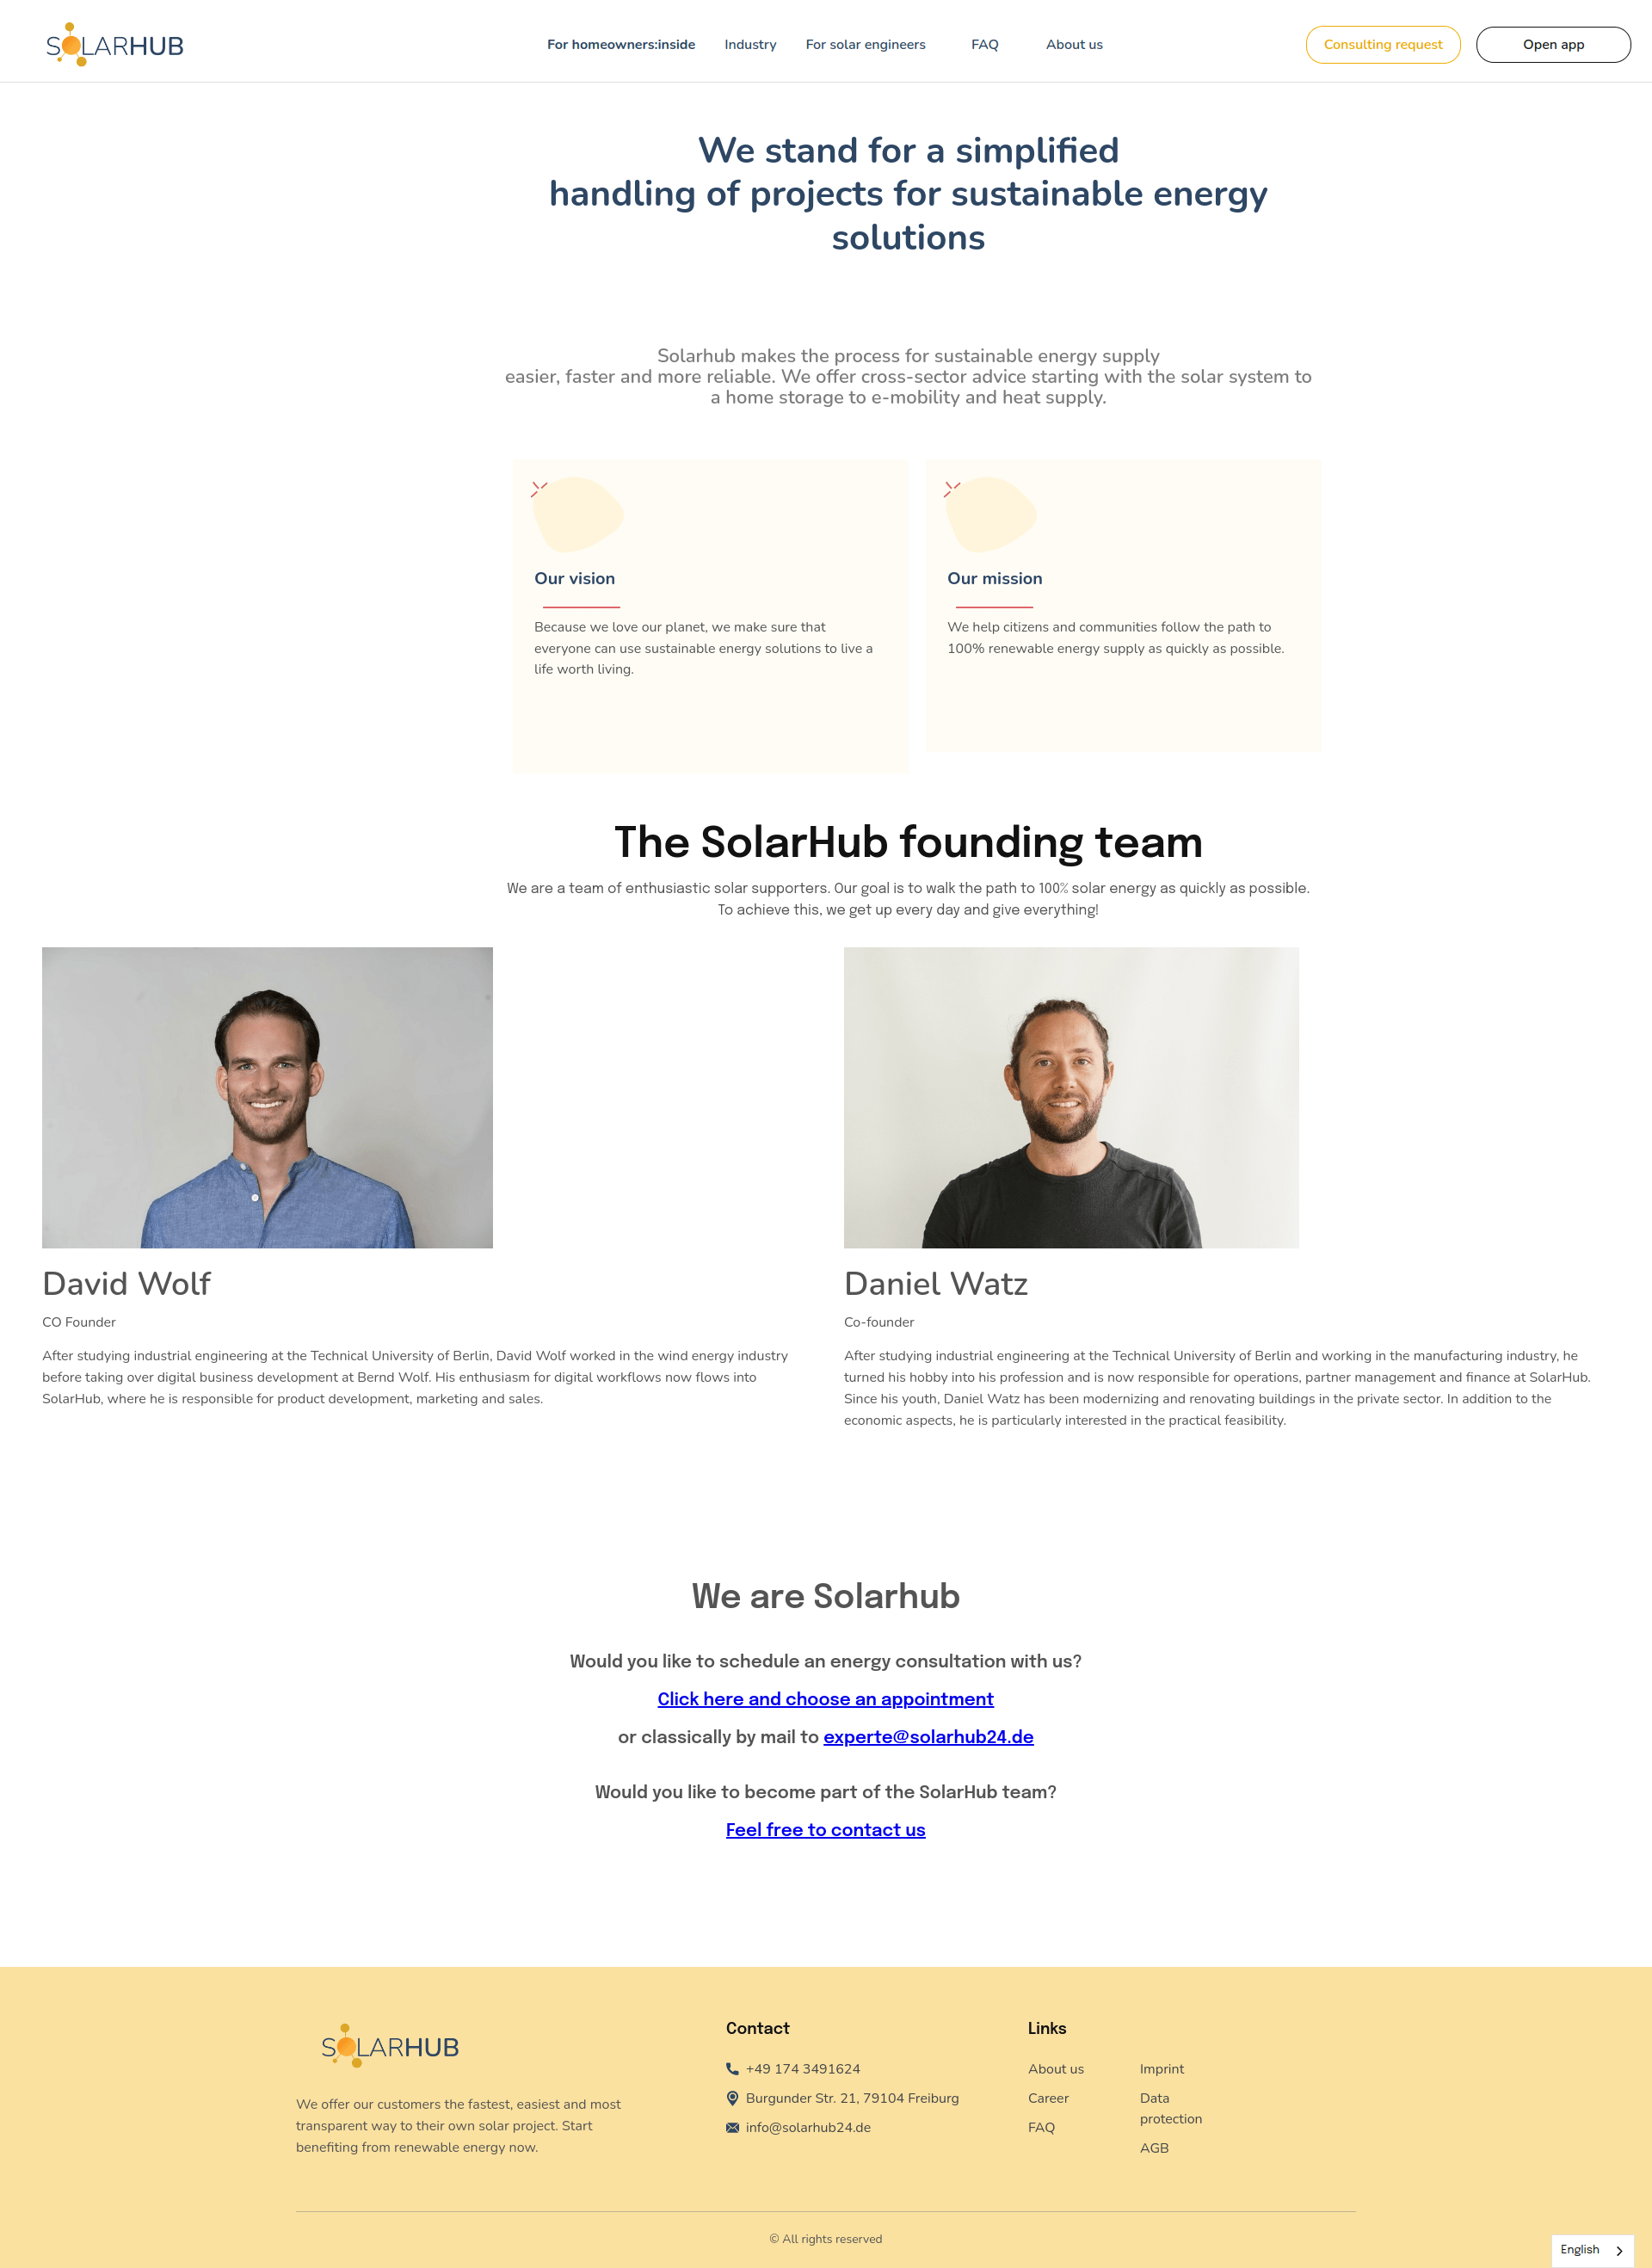 SOLARHUB
For homeowners:inside Industry For solar engineers FAQ About us
Consulting request Open app
We stand for a simplified
handling of projects for sustainable energy
solutions
Solarhub makes the process for sustainable energy supply
easier, faster and more reliable. We offer cross-sector advice starting with the solar system to
a home storage to e-mobility and heat supply.
Our vision
Because we love our planet, we make sure that
everyone can use sustainable energy solutions to live a
life worth living.
Our mission
We help citizens and communities follow the path to
100% renewable energy supply as quickly as possible.
The SolarHub founding team
We are a team of enthusiastic solar supporters. Our goal is to walk the path to 100% solar energy as quickly as possible.
To achieve this, we get up every day and give everything!
David Wolf
CO Founder
After studying industrial engineering at the Technical University of Berlin, David Wolf worked in the wind energy industry
before taking over digital business development at Bernd Wolf. His enthusiasm for digital workflows now flows into
SolarHub, where he is responsible for product development, marketing and sales.
Daniel Watz
Co-founder
After studying industrial engineering at the Technical University of Berlin and working in the manufacturing industry, he
turned his hobby into his profession and is now responsible for operations, partner management and finance at SolarHub.
Since his youth, Daniel Watz has been modernizing and renovating buildings in the private sector. In addition to the
economic aspects, he is particularly interested in the practical feasibility.
We are Solarhub
Would you like to schedule an energy consultation with us?
Click here and choose an appointment
or classically by mail to experte@solarhub24.de
Would you like to become part of the SolarHub team?
Feel free to contact us
SOLARHUB
We offer our customers the fastest, easiest and most
transparent way to their own solar project. Start
benefiting from renewable energy now.
Contact
+49 174 3491624
Burgunder Str. 21, 79104 Freiburg
info@solarhub24.de
Links
About us
Career
FAQ
Imprint
Data
protection
AGB
© All rights reserved
English